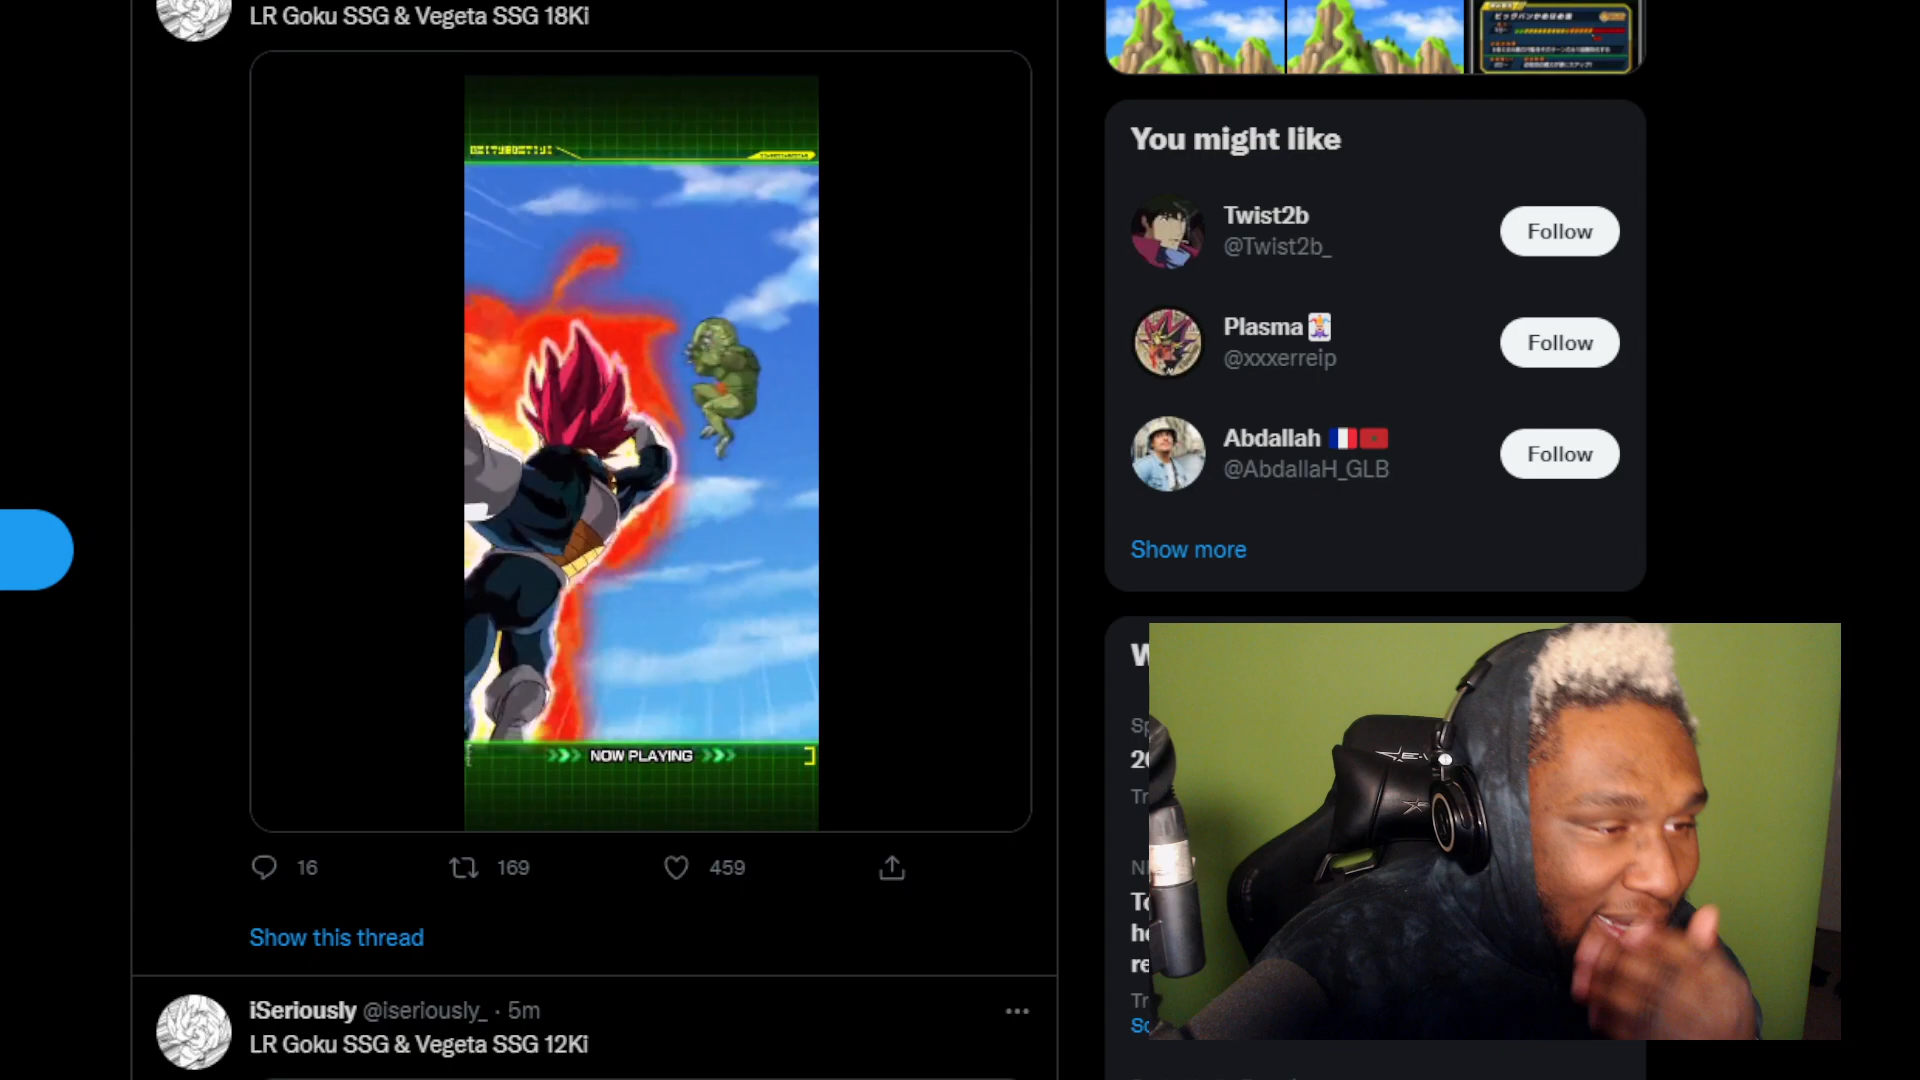 LR Goku SSG & Vegeta SSG 18Ki
NOW PLAYING
16
169
459
Show this thread
iSeriously @iseriously_ · 5m
LR Goku SSG & Vegeta SSG 12Ki
You might like
Twist2b
@Twist2b_
Follow
Plasma
@xxxerreip
Follow
Abdallah
@AbdallaH_GLB
Follow
Show more